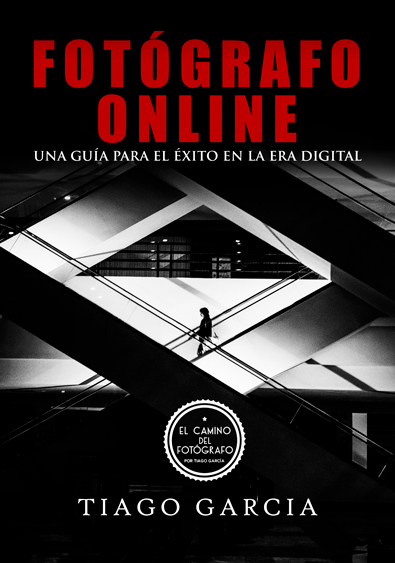 FOTÓGRAFO
ONLINE
UNA GUÍA PARA EL ÉXITO EN LA ERA DIGITAL
EL CAMINO
DEL
FOTÓGRAFO
POR TIAGO GARCÍA
TIAGO GARCIA